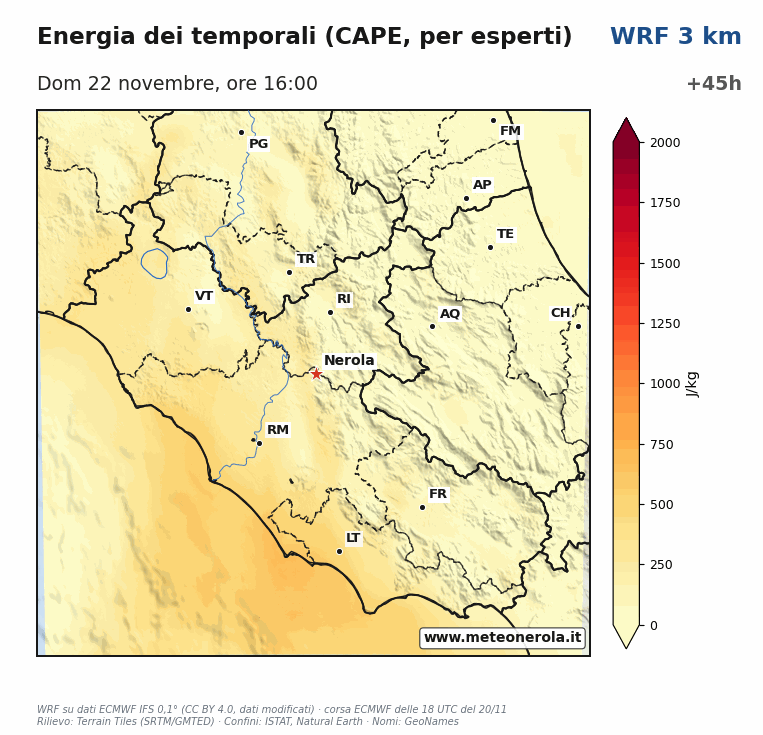 Energia dei temporali (CAPE, per esperti) WRF 3 km
Dom 22 novembre, ore 16:00 +45h
FM
PG
AP
TE
TR
VT
RI
AQ
CH.
Nerola
RM
FR
LT
www.meteonerola.it
2000
1750
1500
1250
1000
750
500
250
0
J/kg
WRF su dati ECMWF IFS 0,1° (CC BY 4.0, dati modificati) · corsa ECMWF delle 18 UTC del 20/11
Rilievo: Terrain Tiles (SRTM/GMTED) · Confini: ISTAT, Natural Earth · Nomi: GeoNames